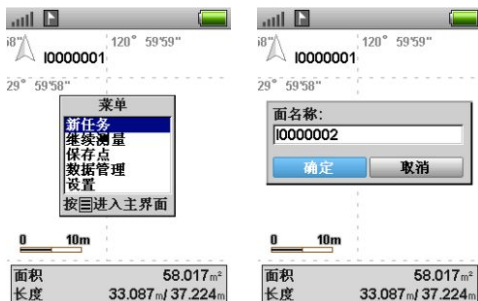 58"
120° 59'59"
I0000001
29° 59'58"
菜单
新任务
继续测量
保存点
数据管理
设置
按进入主界面
0 10m
面积 58.017m²
长度 33.087m/ 37.224m
58"
120° 59'59"
I0000001
29° 59'58"
面名称:
I0000002
确定 取消
0 10m
面积 58.017m²
长度 33.087m/ 37.224m